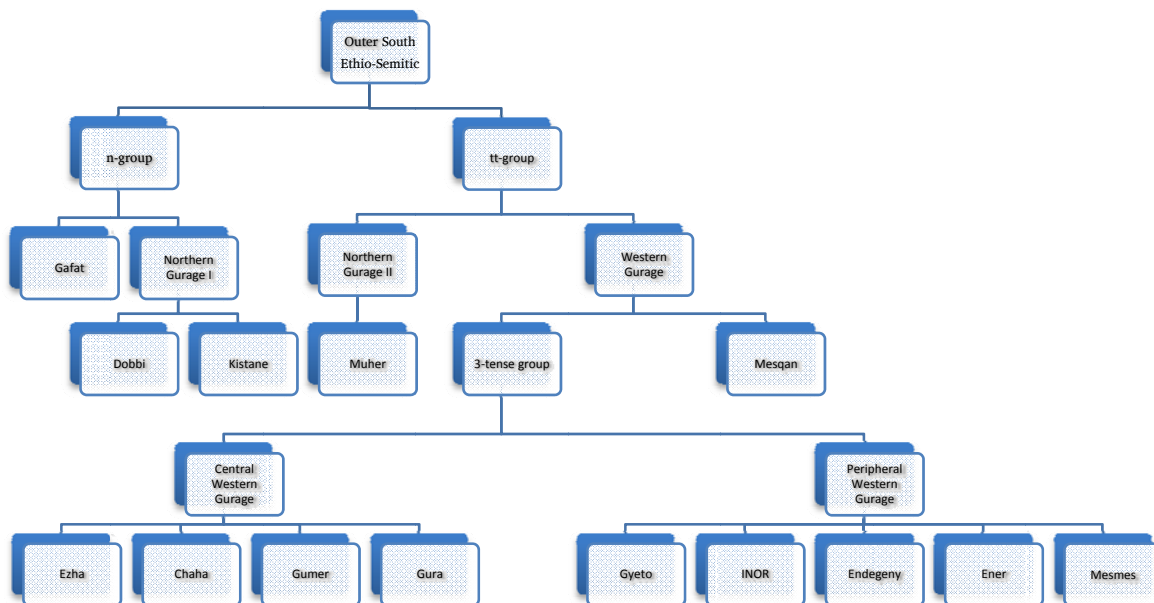 Outer South
Ethio-Semitic
n-group
tt-group
Gafat
Northern
Gurage I
Northern
Gurage II
Western
Gurage
Dobbi
Kistane
Muher
3-tense group
Mesqan
Central
Western
Gurage
Peripheral
Western
Gurage
Ezha
Chaha
Gumer
Gura
Gyeto
INOR
Endegeny
Ener
Mesmes